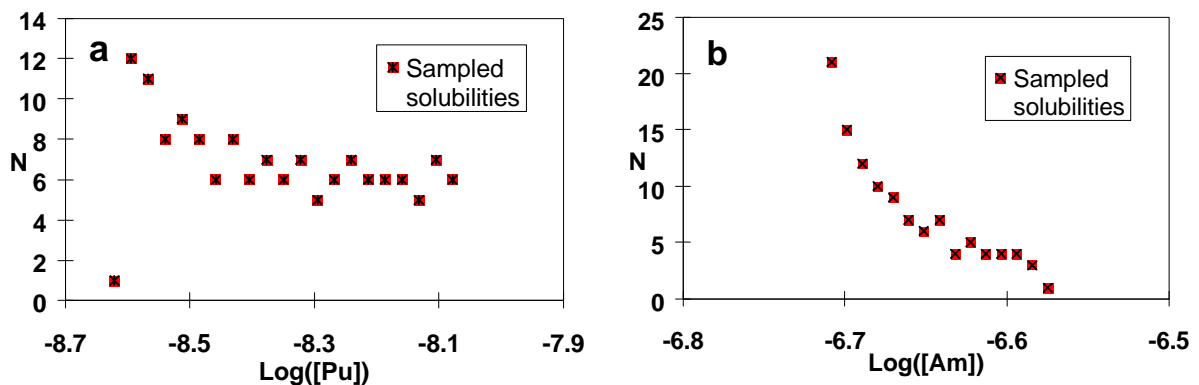 a
14
12
10
8
6
4
2
0
N
Sampled
solubilities
-8.7 -8.5 -8.3 -8.1 -7.9
Log([Pu])
b
25
20
15
10
5
0
N
Sampled
solubilities
-6.8 -6.7 -6.6 -6.5
Log([Am])